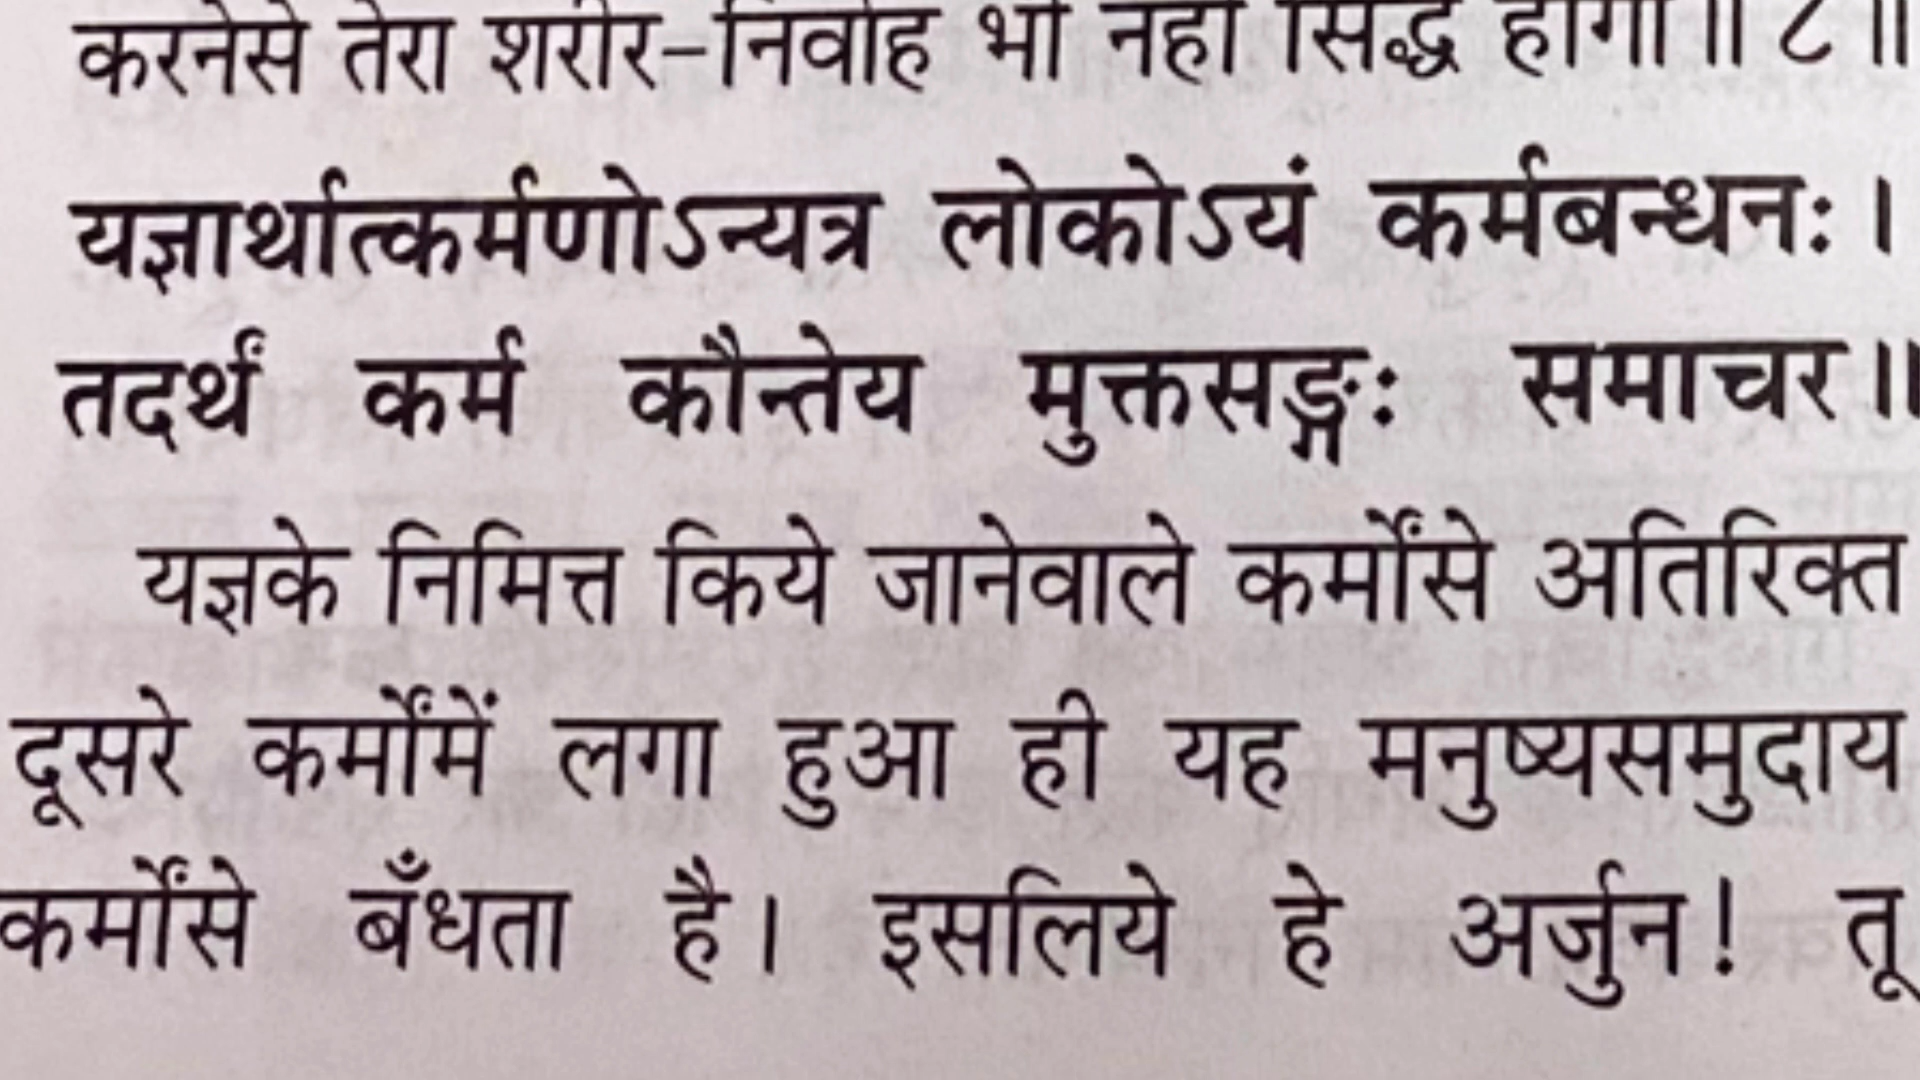 करनेसे तेरा शरीर-निर्वाह भी नहीं सिद्ध होगा॥ ८ ॥
यज्ञार्थात्कर्मणोऽन्यत्र लोकोऽयं कर्मबन्धनः।
तदर्थं कर्म कौन्तेय मुक्तसङ्गः समाचर॥
यज्ञके निमित्त किये जानेवाले कर्मोंसे अतिरिक्त
दूसरे कर्मोंमें लगा हुआ ही यह मनुष्यसमुदाय
कर्मोंसे बँधता है। इसलिये हे अर्जुन! तू